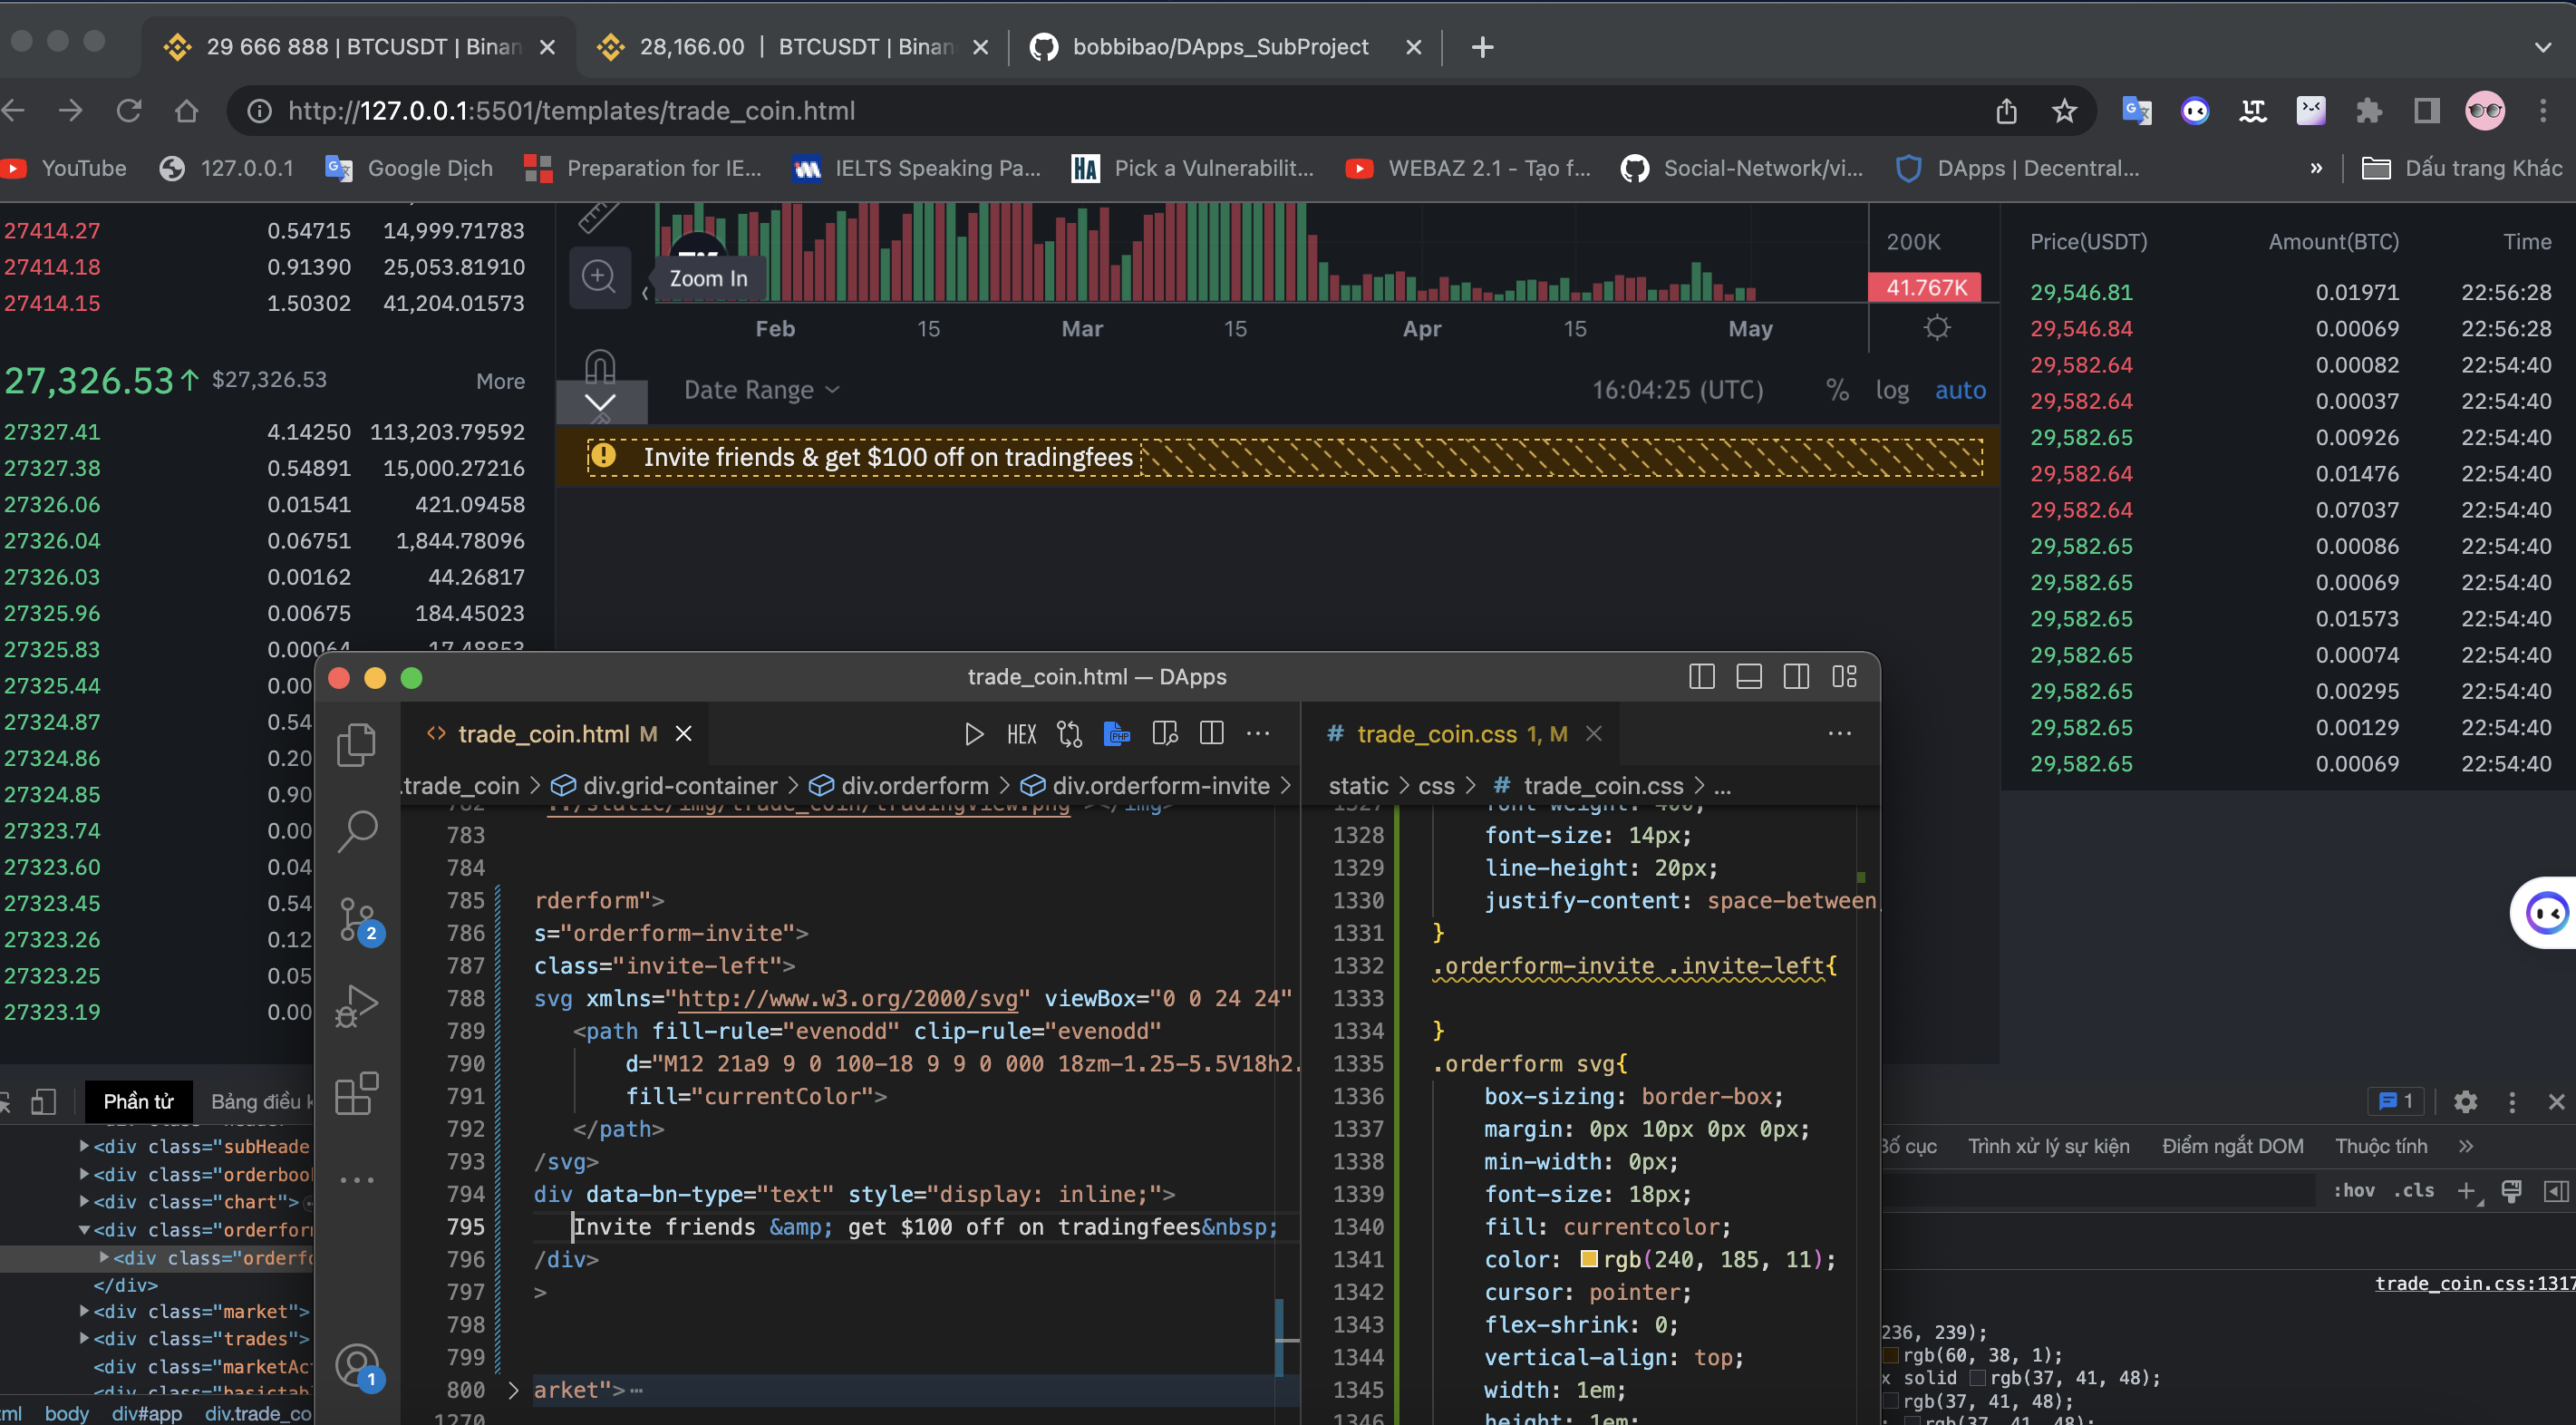 29 666 888 | BTCUSDT | Binan
28,166.00 | BTCUSDT | Binan
bobbibao/DApps_SubProject
http://127.0.0.1:5501/templates/trade_coin.html
YouTube
127.0.0.1
Google Dịch
Preparation for IE...
IELTS Speaking Pa...
Pick a Vulnerabilit...
WEBAZ 2.1 - Tạo f...
Social-Network/vi...
DApps | Decentral...
»
Dấu trang Khác
27414.27 0.54715 14,999.71783
27414.18 0.91390 25,053.81910
27414.15 1.50302 41,204.01573
27,326.53↑ $27,326.53 More
27327.41 4.14250 113,203.79592
27327.38 0.54891 15,000.27216
27326.06 0.01541 421.09458
27326.04 0.06751 1,844.78096
27326.03 0.00162 44.26817
27325.96 0.00675 184.45023
27325.83 0.00064 17.48853
27325.44 0.00
27324.87 0.54
27324.86 0.20
27324.85 0.90
27323.74 0.00
27323.60 0.04
27323.45 0.54
27323.26 0.12
27323.25 0.05
27323.19 0.00
Zoom In
200K
41.767K
Feb 15 Mar 15 Apr 15 May
Date Range
16:04:25 (UTC) % log auto
Invite friends & get $100 off on tradingfees
Price(USDT) Amount(BTC) Time
29,546.81 0.01971 22:56:28
29,546.84 0.00069 22:56:28
29,582.64 0.00082 22:54:40
29,582.64 0.00037 22:54:40
29,582.65 0.00926 22:54:40
29,582.64 0.01476 22:54:40
29,582.64 0.07037 22:54:40
29,582.65 0.00086 22:54:40
29,582.65 0.00069 22:54:40
29,582.65 0.01573 22:54:40
29,582.65 0.00074 22:54:40
29,582.65 0.00295 22:54:40
29,582.65 0.00129 22:54:40
29,582.65 0.00069 22:54:40
trade_coin.html — DApps
<> trade_coin.html M
HEX
PHP
.trade_coin > div.grid-container > div.orderform > div.orderform-invite >
782 ../static/img/trade_coin/tradingview.png"></img>
783
784
785 rderform">
786 s="orderform-invite">
787 class="invite-left">
788 svg xmlns="http://www.w3.org/2000/svg" viewBox="0 0 24 24"
789 <path fill-rule="evenodd" clip-rule="evenodd"
790 d="M12 21a9 9 0 100-18 9 9 0 000 18zm-1.25-5.5V18h2.
791 fill="currentColor">
792 </path>
793 /svg>
794 div data-bn-type="text" style="display: inline;">
795 Invite friends &amp; get $100 off on tradingfees&nbsp;
796 /div>
797 >
798
799
800 arket">
1270
2
1
# trade_coin.css 1, M
static > css > # trade_coin.css > ...
1327 font-weight: 400;
1328 font-size: 14px;
1329 line-height: 20px;
1330 justify-content: space-between
1331 }
1332 .orderform-invite .invite-left{
1333
1334 }
1335 .orderform svg{
1336 box-sizing: border-box;
1337 margin: 0px 10px 0px 0px;
1338 min-width: 0px;
1339 font-size: 18px;
1340 fill: currentcolor;
1341 color: rgb(240, 185, 11);
1342 cursor: pointer;
1343 flex-shrink: 0;
1344 vertical-align: top;
1345 width: 1em;
1346 height: 1em;
Phần tử Bảng điều k
<div class="subHeade
<div class="orderboo
<div class="chart">
<div class="orderfor
<div class="orderfo
</div>
<div class="market">
<div class="trades">
<div class="marketAc
<div class="basictabl
tml body div#app div.trade_co
1
Bố cục Trình xử lý sự kiện Điểm ngắt DOM Thuộc tính »
:hov .cls +
trade_coin.css:1317
236, 239);
rgb(60, 38, 1);
x solid rgb(37, 41, 48);
rgb(37, 41, 48);
rgb(37, 41, 48);